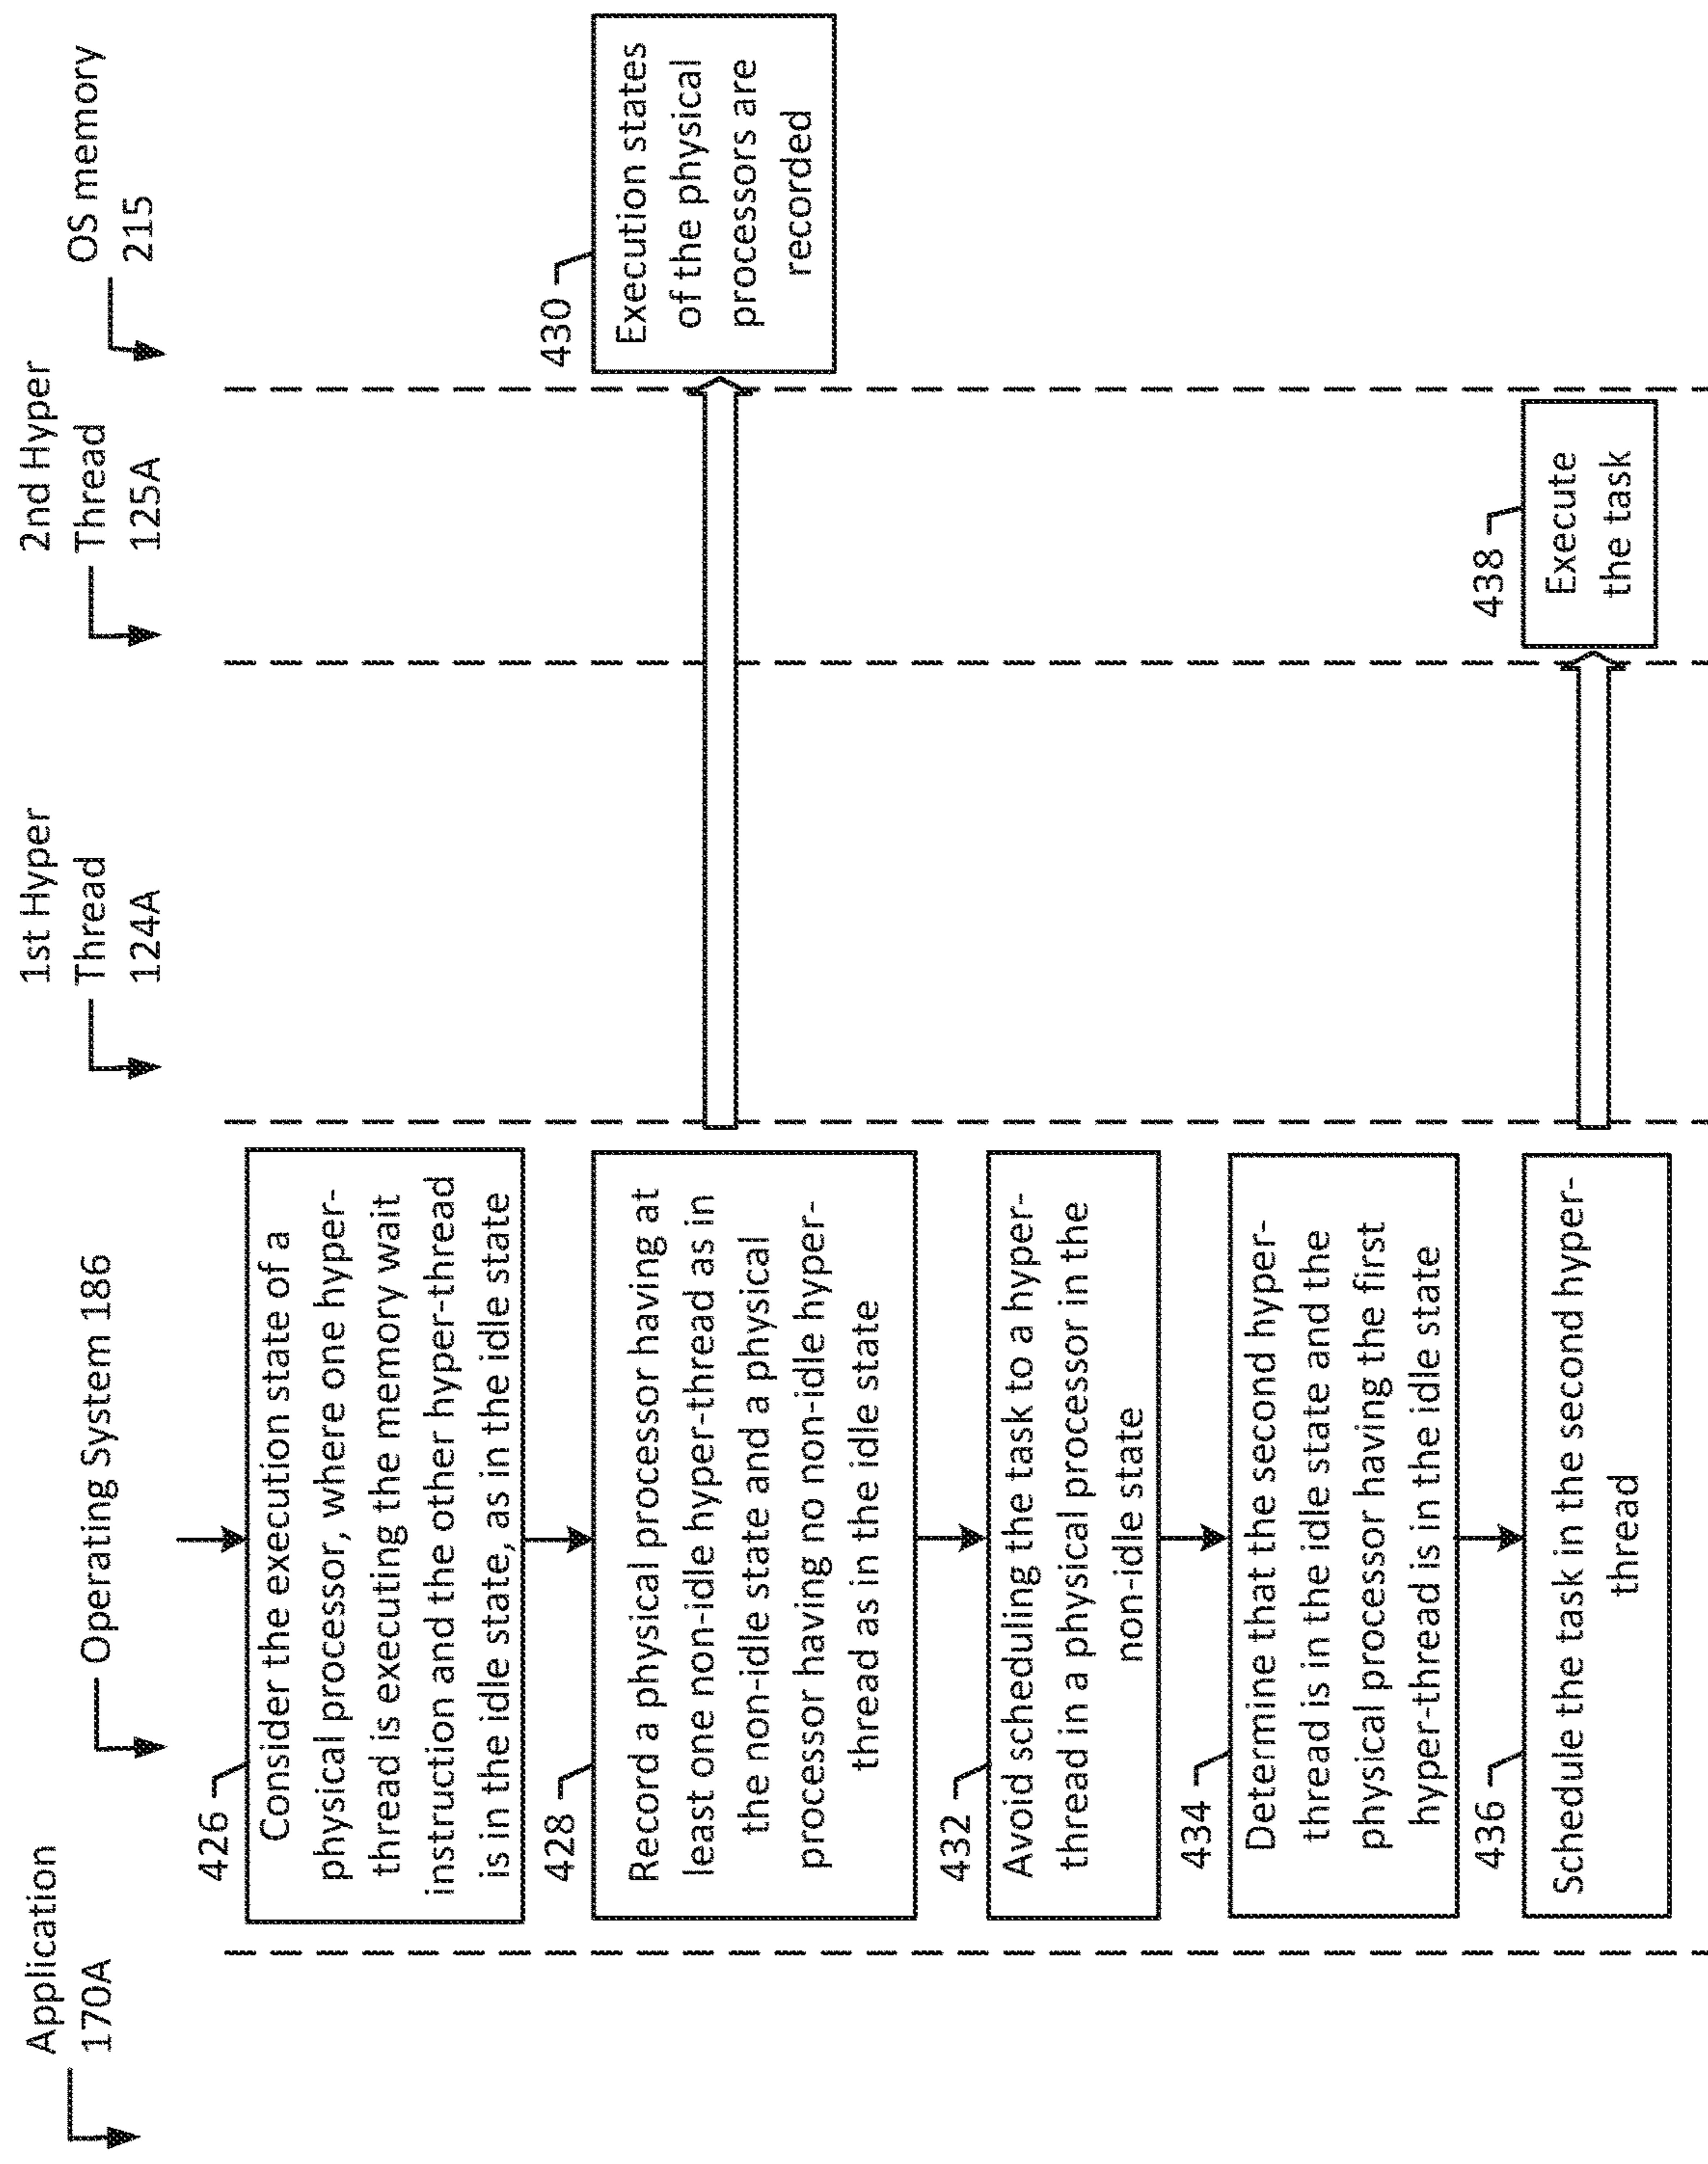 Application
170A
Operating System 186
1st Hyper
Thread
124A
2nd Hyper
Thread
125A
OS memory
215
426
Consider the execution state of a
physical processor, where one hyper-
thread is executing the memory wait
instruction and the other hyper-thread
is in the idle state, as in the idle state
428
Record a physical processor having at
least one non-idle hyper-thread as in
the non-idle state and a physical
processor having no non-idle hyper-
thread as in the idle state
430
Execution states
of the physical
processors are
recorded
432
Avoid scheduling the task to a hyper-
thread in a physical processor in the
non-idle state
434
Determine that the second hyper-
thread is in the idle state and the
physical processor having the first
hyper-thread is in the idle state
436
Schedule the task in the second hyper-
thread
438
Execute
the task